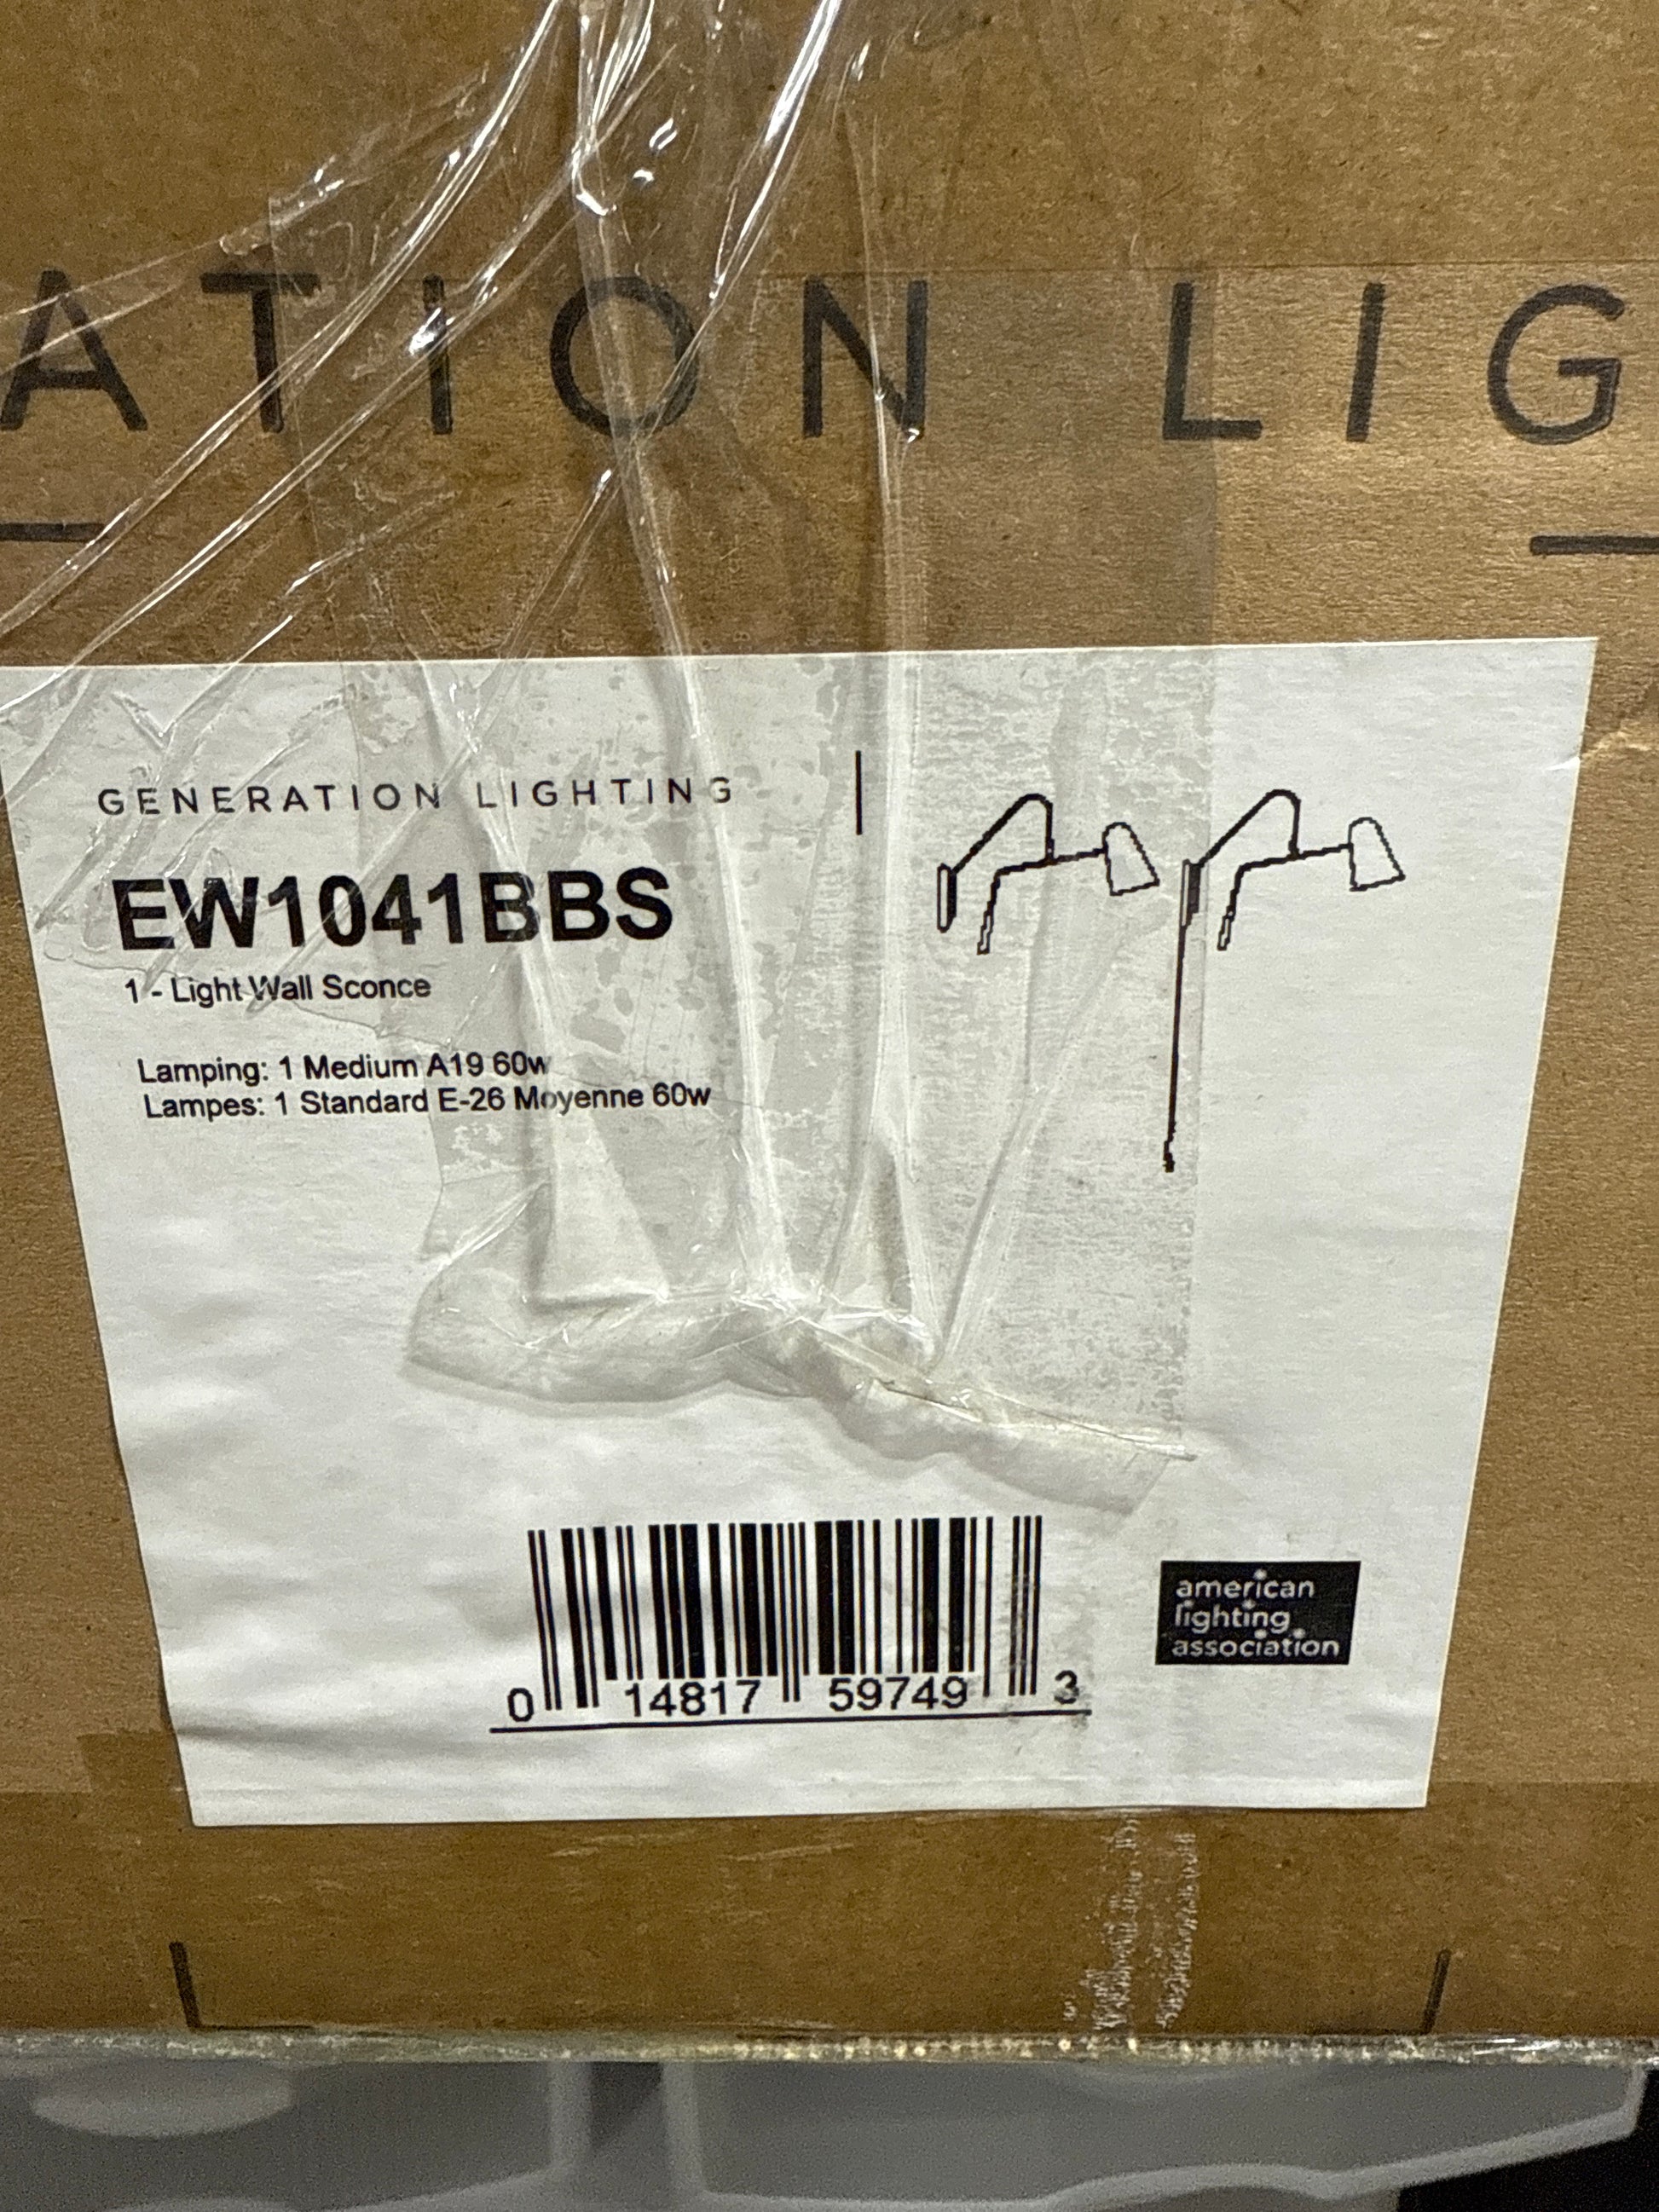 ATION LIG
GENERATION LIGHTING
EW1041BBS
1 - Light Wall Sconce
Lamping: 1 Medium A19 60w
Lampes: 1 Standard E-26 Moyenne 60w
0 14817 59749 3
american
lighting
association